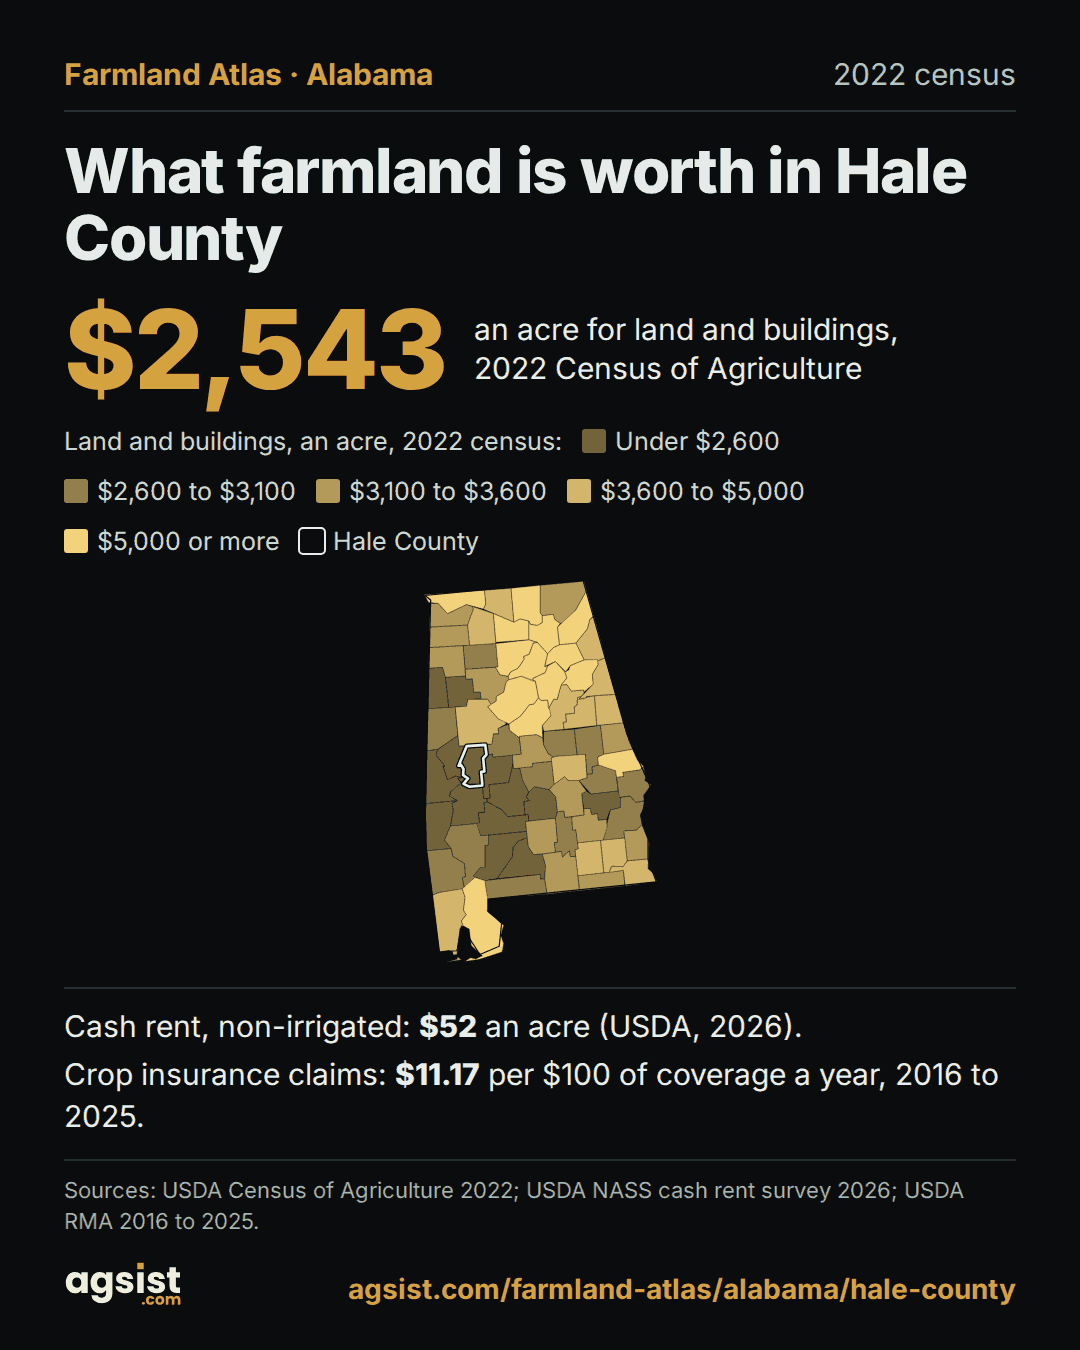 Farmland Atlas · Alabama
2022 census
What farmland is worth in Hale
County
$2,543
an acre for land and buildings,
2022 Census of Agriculture
Land and buildings, an acre, 2022 census: Under $2,600
$2,600 to $3,100 $3,100 to $3,600 $3,600 to $5,000
$5,000 or more Hale County
Cash rent, non-irrigated: $52 an acre (USDA, 2026).
Crop insurance claims: $11.17 per $100 of coverage a year, 2016 to
2025.
Sources: USDA Census of Agriculture 2022; USDA NASS cash rent survey 2026; USDA
RMA 2016 to 2025.
agsist
.com
agsist.com/farmland-atlas/alabama/hale-county